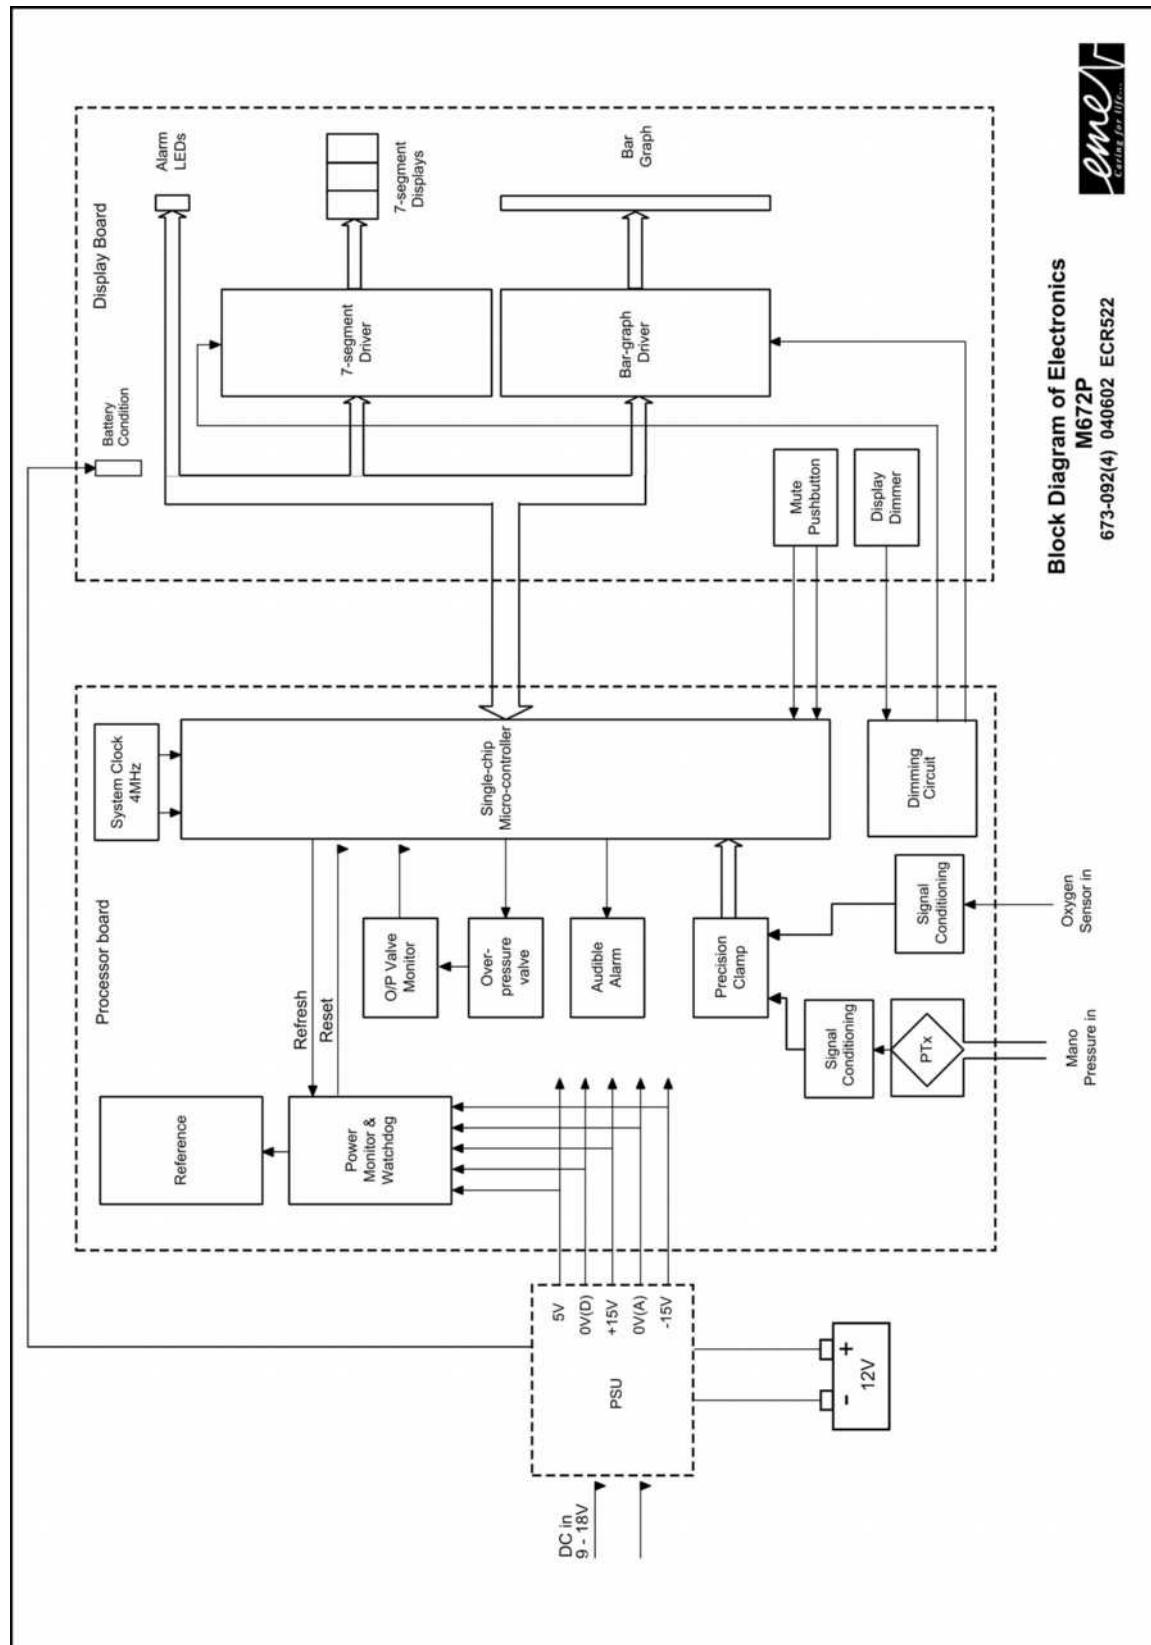 Processor board
Display Board
Battery
Condition
Alarm
LEDs
System Clock
4MHz
Reference
Power
Monitor &
Watchdog
Refresh
Reset
O/P Valve
Monitor
Over-
pressure
valve
Audible
Alarm
Precision
Clamp
Single-chip
Micro-controller
7-segment
Driver
7-segment
Displays
Bar-graph
Driver
Bar
Graph
Mute
Pushbutton
Display
Dimmer
Dimming
Circuit
Signal
Conditioning
Signal
Conditioning
PTx
Oxygen
Sensor in
Mano
Pressure in
DC in
9 - 18V
PSU
5V
0V(D)
+15V
0V(A)
-15V
- +
12V
Block Diagram of Electronics
M672P
673-092(4) 040602 ECR522
eme
Caring for life...